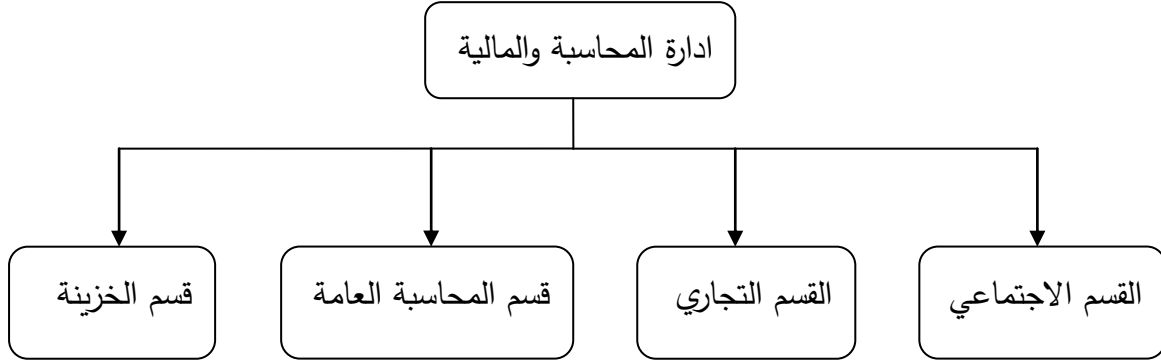 ادارة المحاسبة والمالية
القسم الاجتماعي
القسم التجاري
قسم المحاسبة العامة
قسم الخزينة